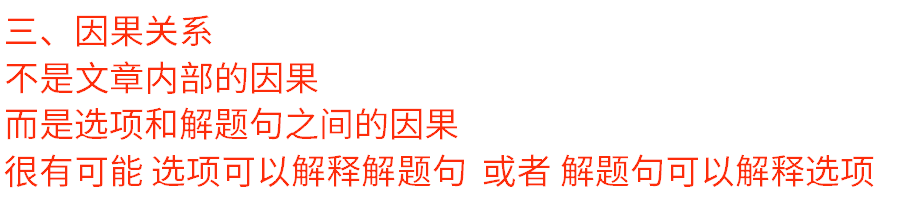 三、因果关系
不是文章内部的因果
而是选项和解题句之间的因果
很有可能 选项可以解释解题句 或者 解题句可以解释选项